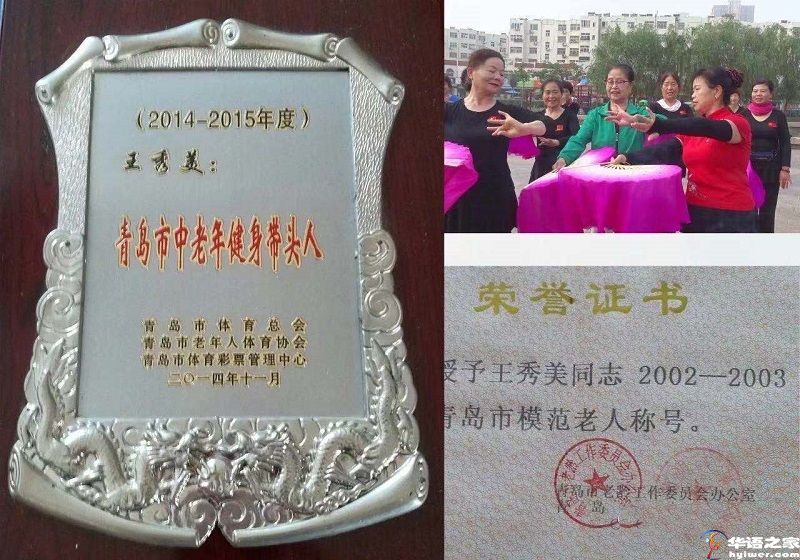 （2014-2015年度）
王秀美：
青岛市中老年健身带头人
青岛市体育总会
青岛市老年人体育协会
青岛市体育彩票管理中心
二〇一四年十一月
荣誉证书
授予王秀美同志 2002—2003
青岛市模范老人称号。
青岛市老龄工作委员会办公室
岛
华语之家
hyiwer.com